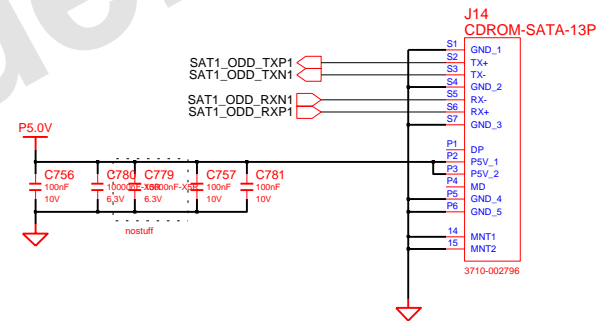 J14
CDROM-SATA-13P
S1 GND_1
SAT1_ODD_TXP1 S2 TX+
SAT1_ODD_TXN1 S3 TX-
S4 GND_2
SAT1_ODD_RXN1 S5 RX-
SAT1_ODD_RXP1 S6 RX+
S7 GND_3
P5.0V
P1 DP
P2 P5V_1
P3 P5V_2
P4 MD
P5 GND_4
P6 GND_5
14 MNT1
15 MNT2
3710-002796
C756 C780 C779 C757 C781
100nF 100nF 100nF
10V 6.3V 6.3V 10V 10V
nostuff